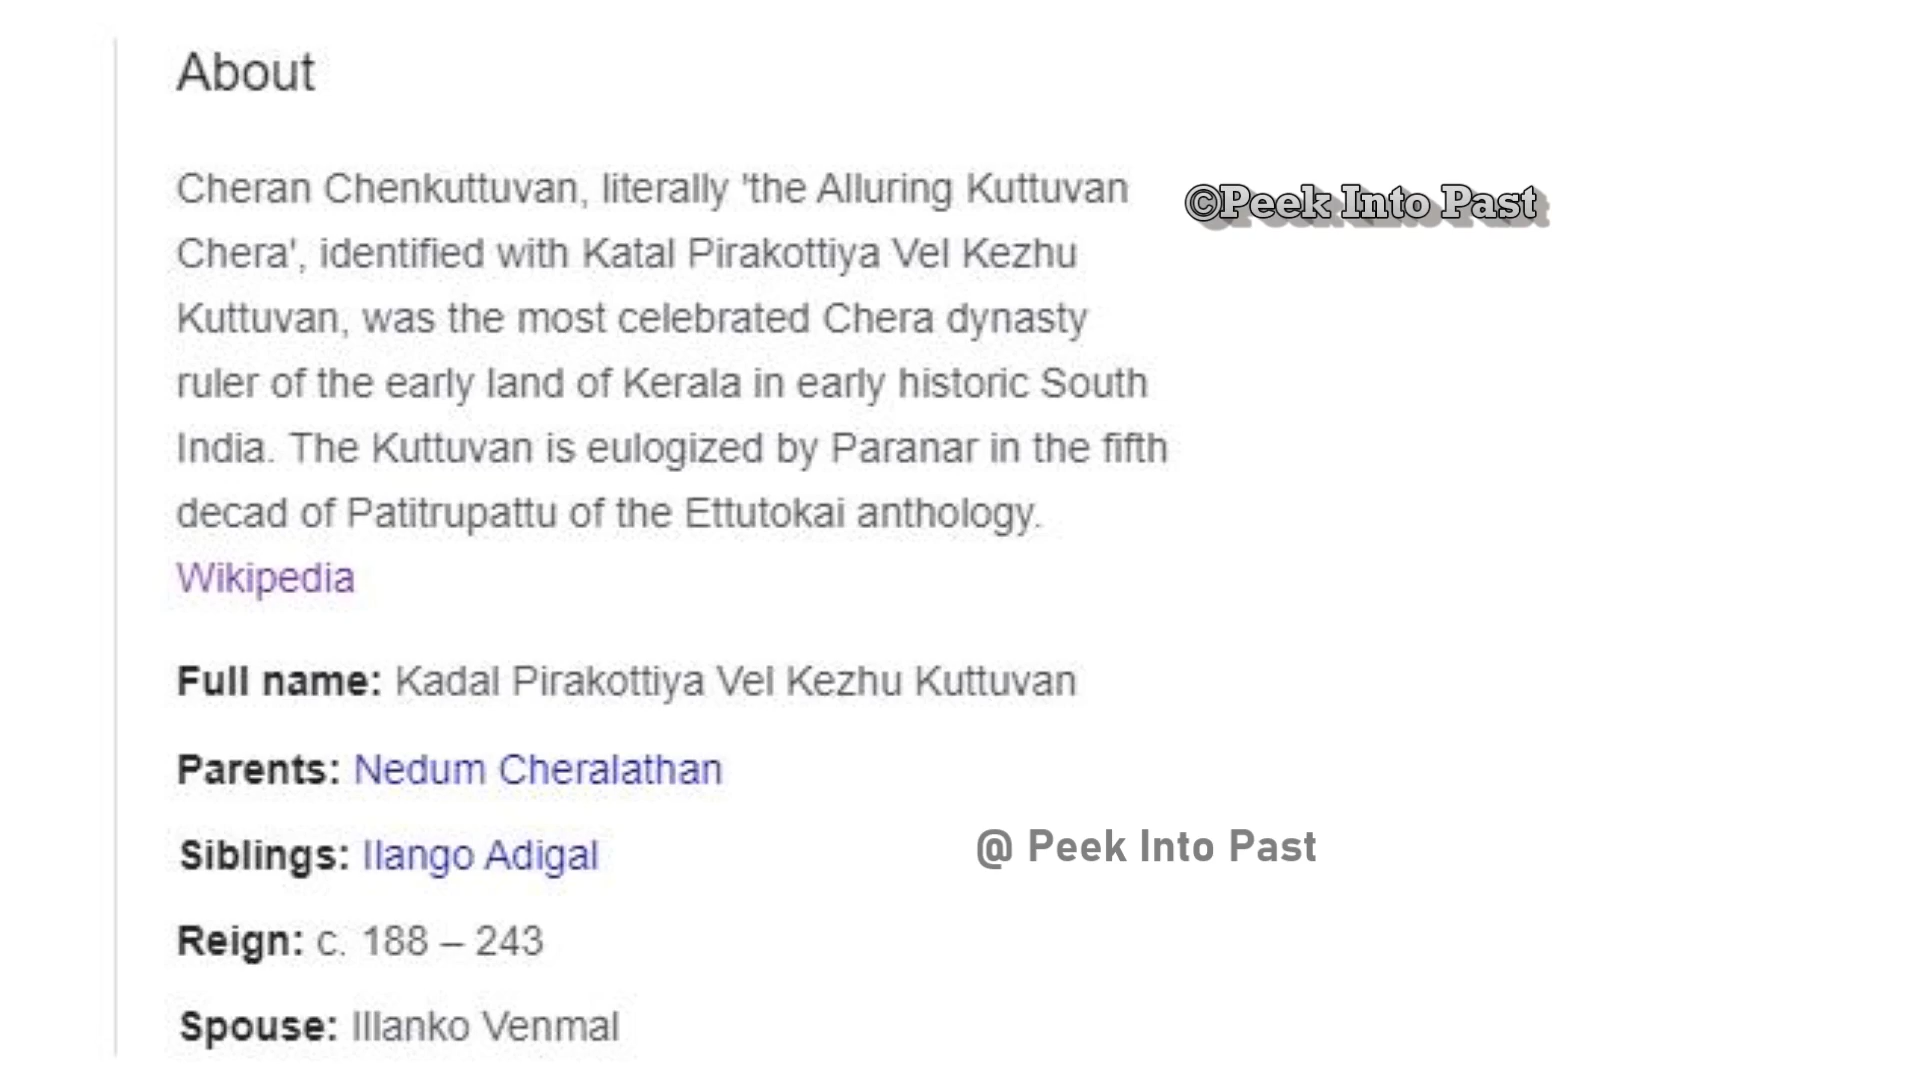 About
Cheran Chenkuttuvan, literally 'the Alluring Kuttuvan
©Peek Into Past
Chera', identified with Katal Pirakottiya Vel Kezhu
Kuttuvan, was the most celebrated Chera dynasty
ruler of the early land of Kerala in early historic South
India. The Kuttuvan is eulogized by Paranar in the fifth
decad of Patitrupattu of the Ettutokai anthology.
Wikipedia
Full name: Kadal Pirakottiya Vel Kezhu Kuttuvan
Parents: Nedum Cheralathan
Siblings: Ilango Adigal
@ Peek Into Past
Reign: c. 188 – 243
Spouse: Illanko Venmal